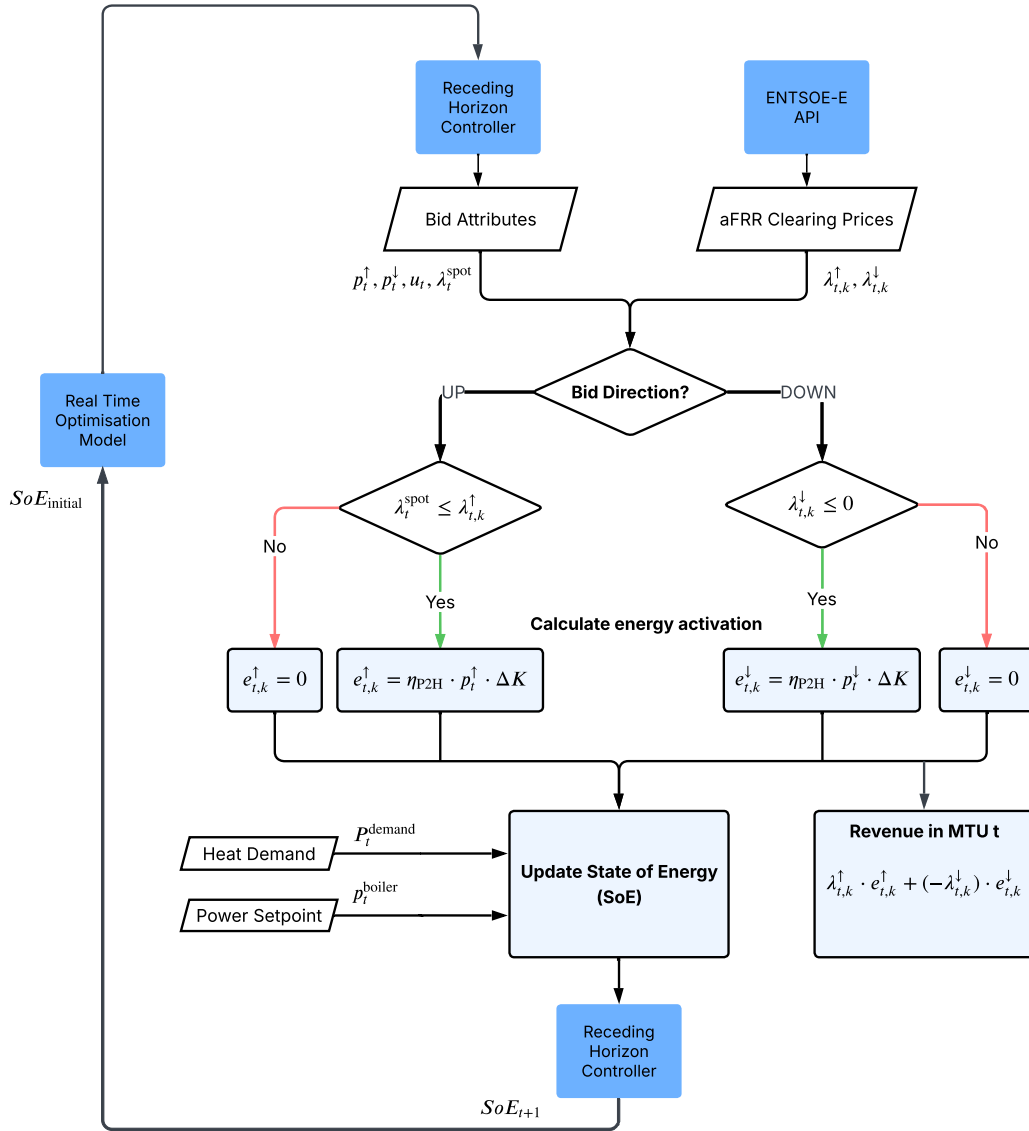 Receding
Horizon
Controller
ENTSOE-E
API
Bid Attributes
aFRR Clearing Prices
p_t^↑, p_t^↓, u_t, λ_t^spot
λ_{t,k}^↑, λ_{t,k}^↓
Bid Direction?
UP
DOWN
Real Time
Optimisation
Model
SoE_initial
λ_t^spot ≤ λ_{t,k}^↑
λ_{t,k}^↓ ≤ 0
No
Yes
Yes
No
Calculate energy activation
e_{t,k}^↑ = 0
e_{t,k}^↑ = η_P2H · p_t^↑ · ΔK
e_{t,k}^↓ = η_P2H · p_t^↓ · ΔK
e_{t,k}^↓ = 0
Heat Demand
P_t^demand
Power Setpoint
p_t^boiler
Update State of Energy
(SoE)
Revenue in MTU t
λ_{t,k}^↑ · e_{t,k}^↑ + (−λ_{t,k}^↓) · e_{t,k}^↓
Receding
Horizon
Controller
SoE_{t+1}